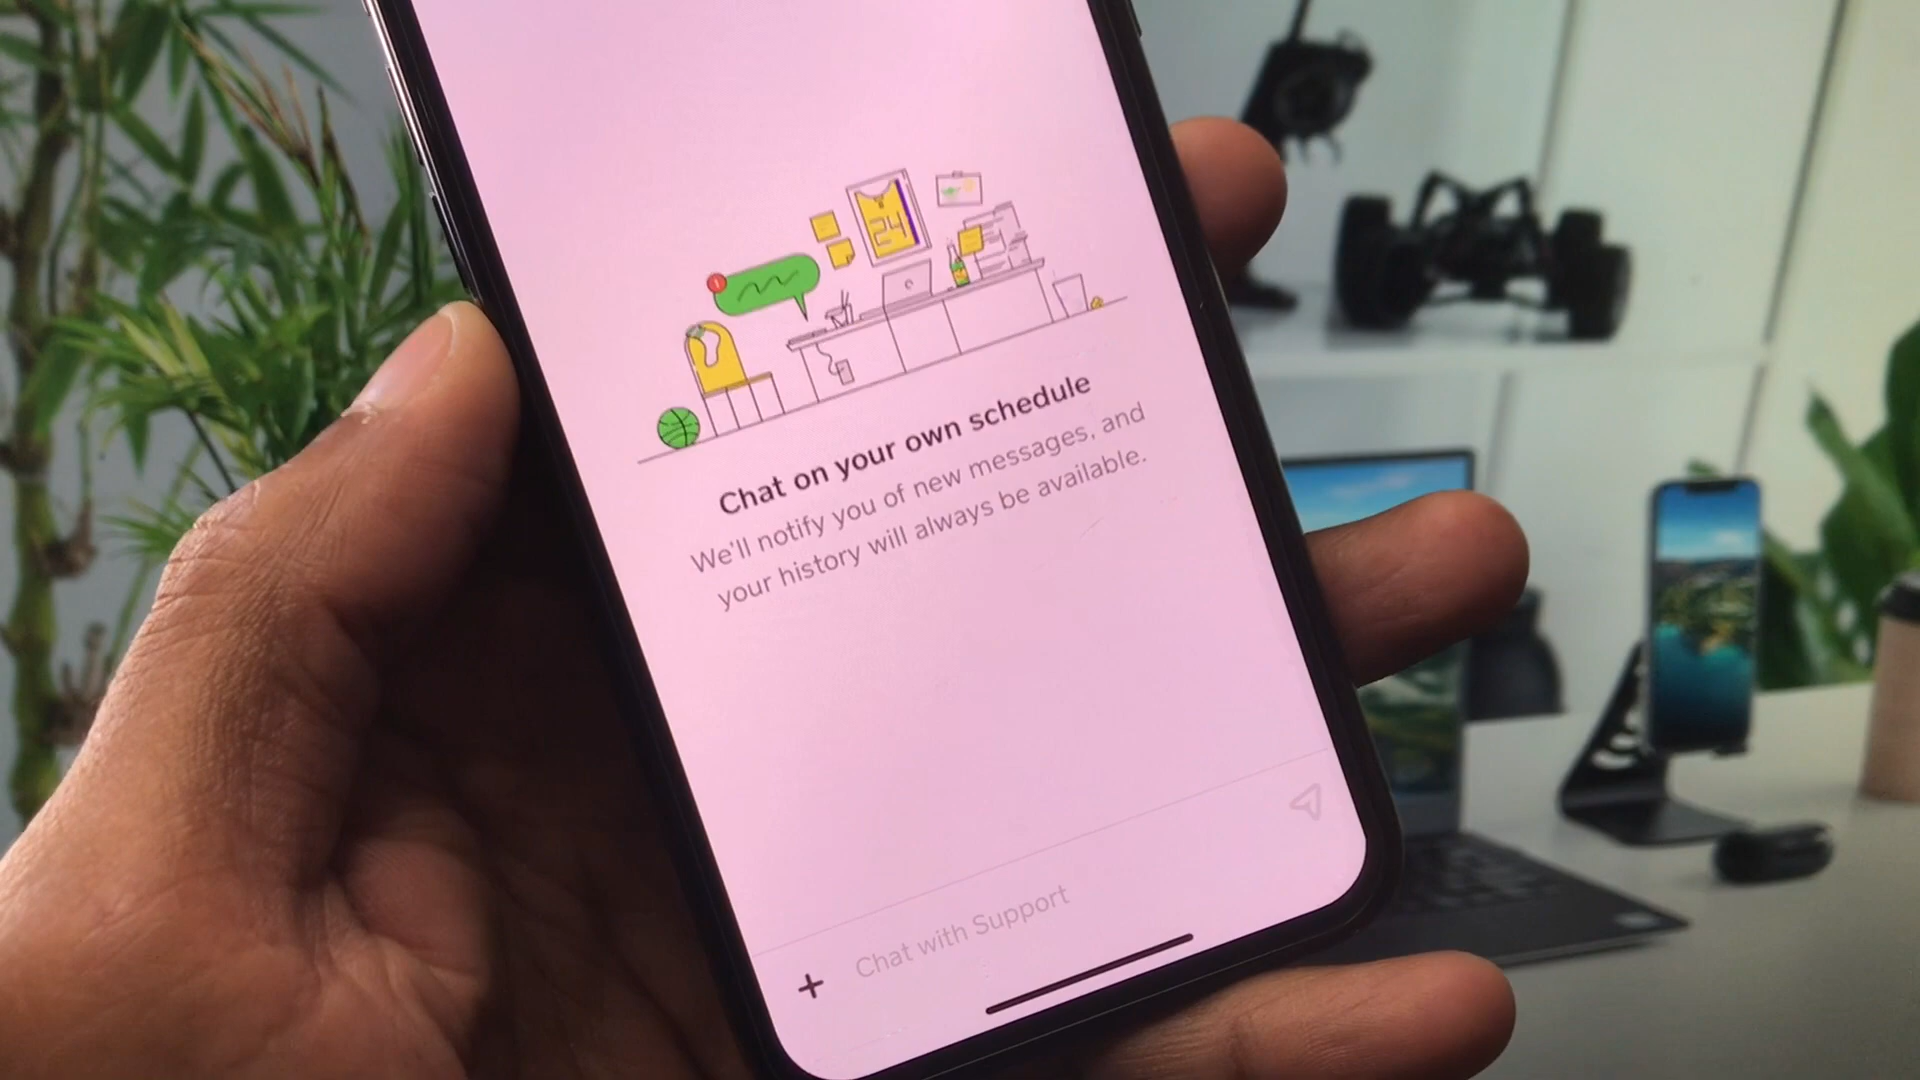 24
Chat on your own schedule
We'll notify you of new messages, and
your history will always be available.
Chat with Support